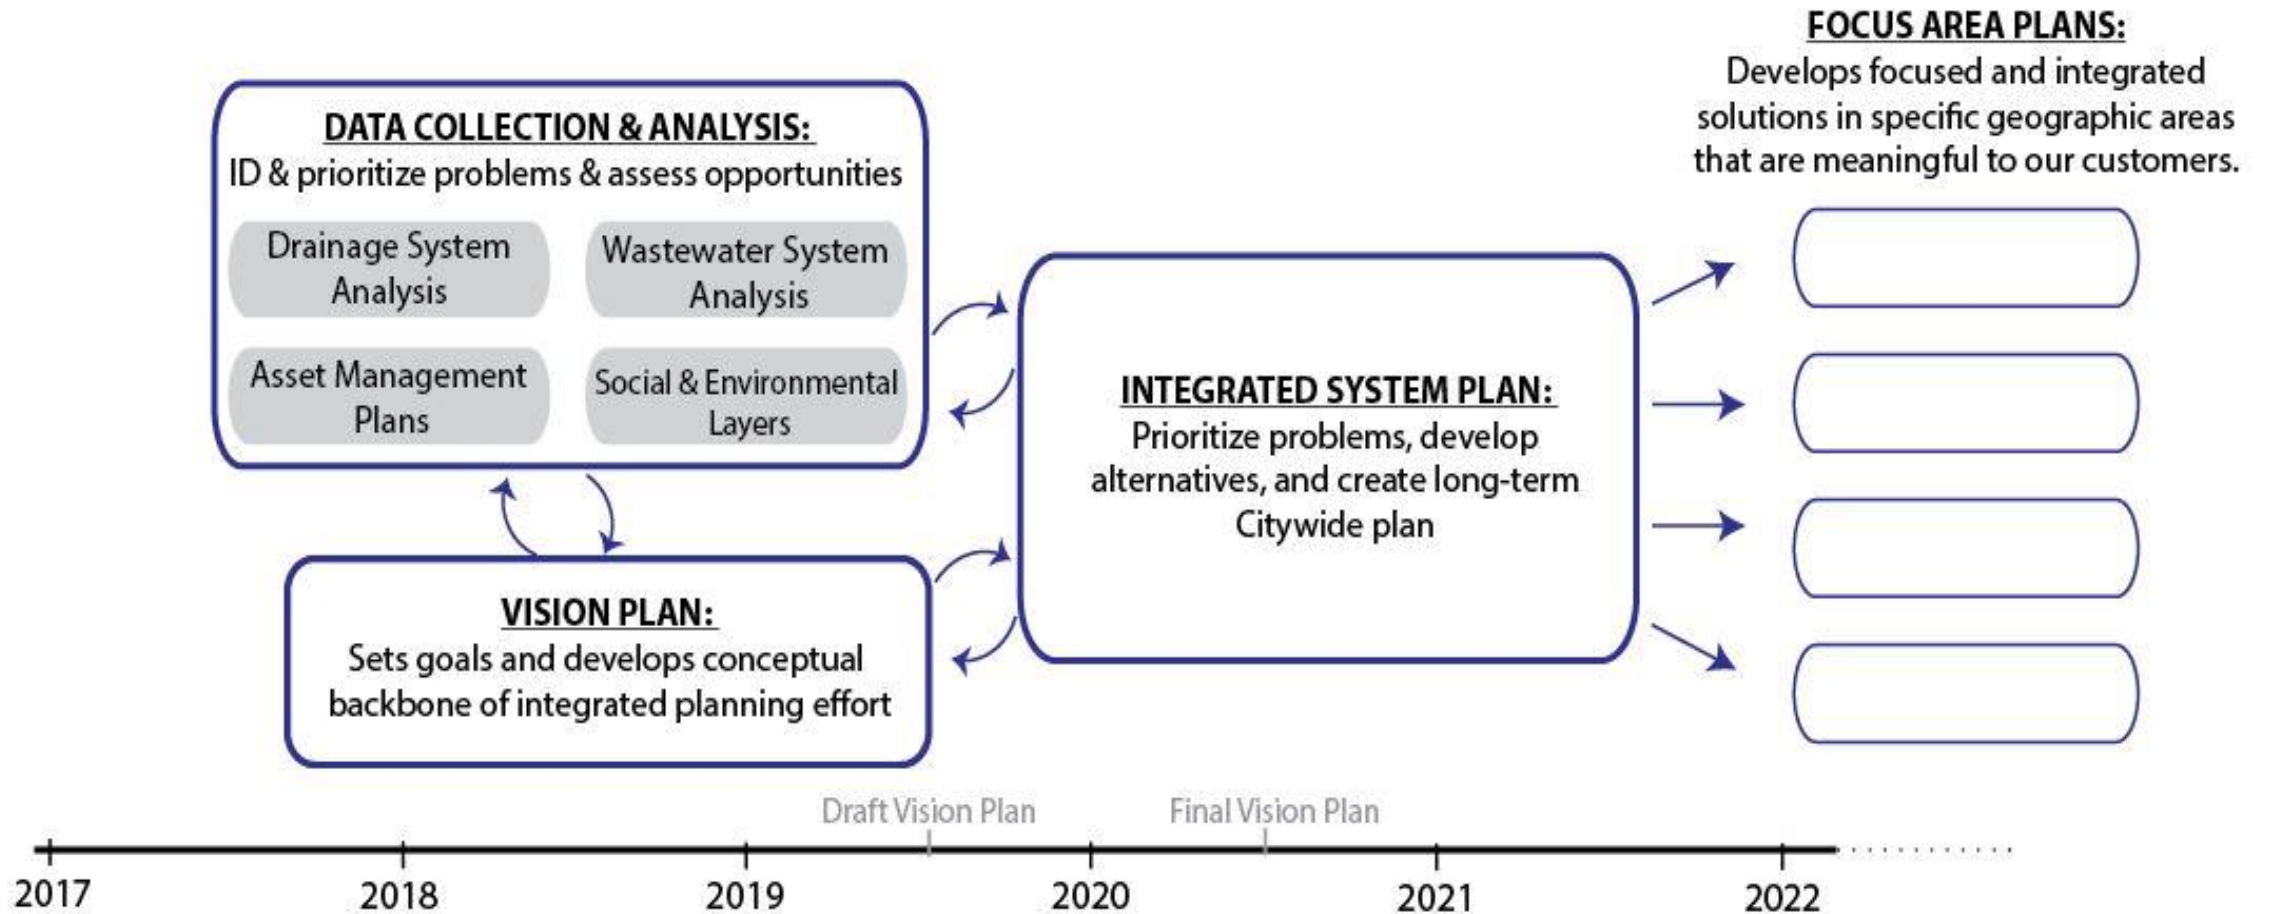 FOCUS AREA PLANS:
Develops focused and integrated
solutions in specific geographic areas
that are meaningful to our customers.
DATA COLLECTION & ANALYSIS:
ID & prioritize problems & assess opportunities
Drainage System
Analysis
Wastewater System
Analysis
Asset Management
Plans
Social & Environmental
Layers
INTEGRATED SYSTEM PLAN:
Prioritize problems, develop
alternatives, and create long-term
Citywide plan
VISION PLAN:
Sets goals and develops conceptual
backbone of integrated planning effort
Draft Vision Plan
Final Vision Plan
2017
2018
2019
2020
2021
2022